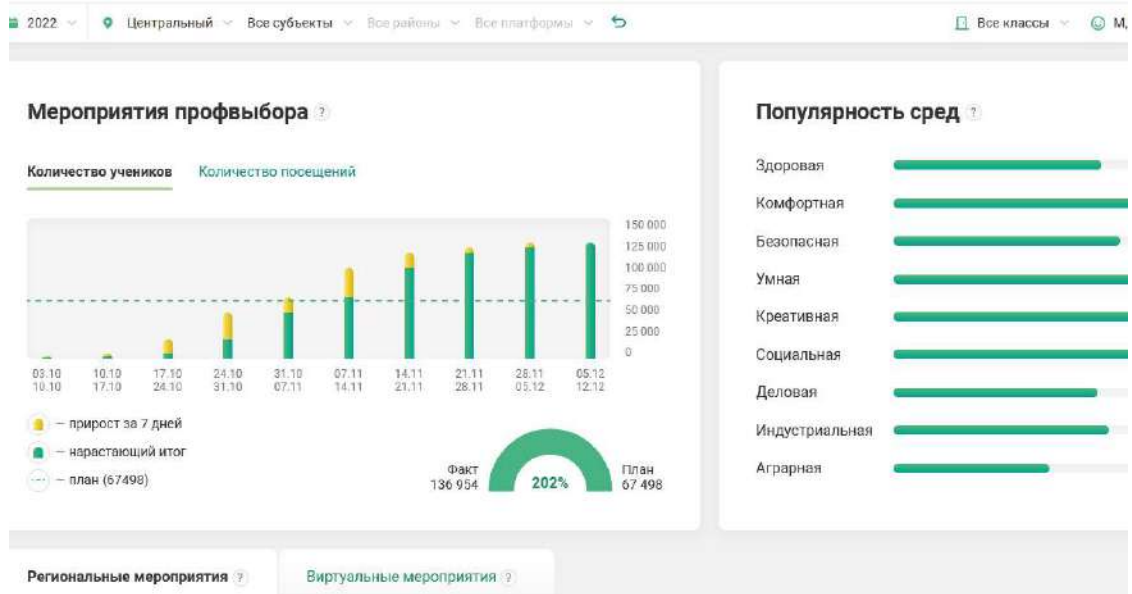 2022 Центральный Все субъекты Все районы Все платформы Все классы М,
Мероприятия профвыбора ?
Количество учеников Количество посещений
150 000
125 000
100 000
75 000
50 000
25 000
0
03.10 10.10 17.10 24.10 31.10 07.11 14.11 21.11 28.11 05.12
10.10 17.10 24.10 31.10 07.11 14.11 21.11 28.11 05.12 12.12
– прирост за 7 дней
– нарастающий итог
– план (67498)
Факт
136 954
202%
План
67 498
Популярность сред ?
Здоровая
Комфортная
Безопасная
Умная
Креативная
Социальная
Деловая
Индустриальная
Аграрная
Региональные мероприятия ? Виртуальные мероприятия ?